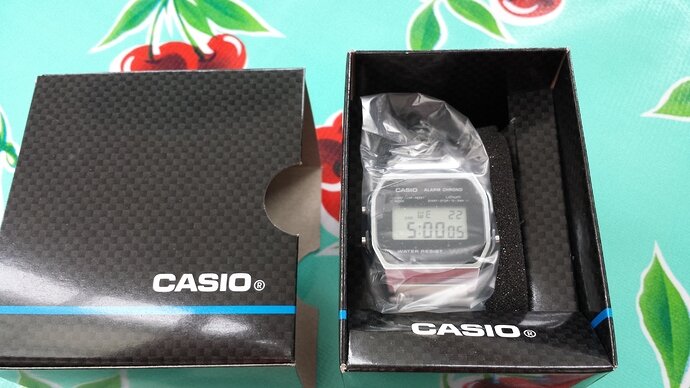 CASIO®
CASIO ALARM CHRONO
WE 22
5:00 05
WATER RESIST
CASIO®